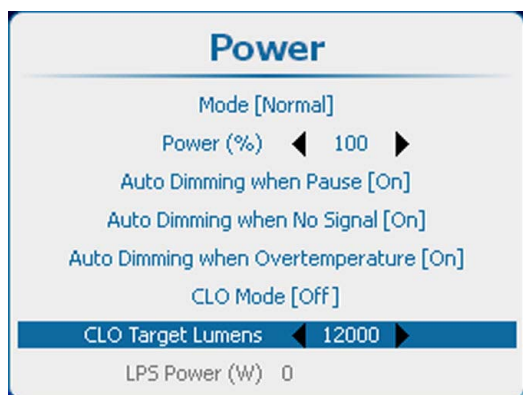 Power
Mode [Normal]
Power (%) 100
Auto Dimming when Pause [On]
Auto Dimming when No Signal [On]
Auto Dimming when Overtemperature [On]
CLO Mode [Off]
CLO Target Lumens 12000
LPS Power (W) 0